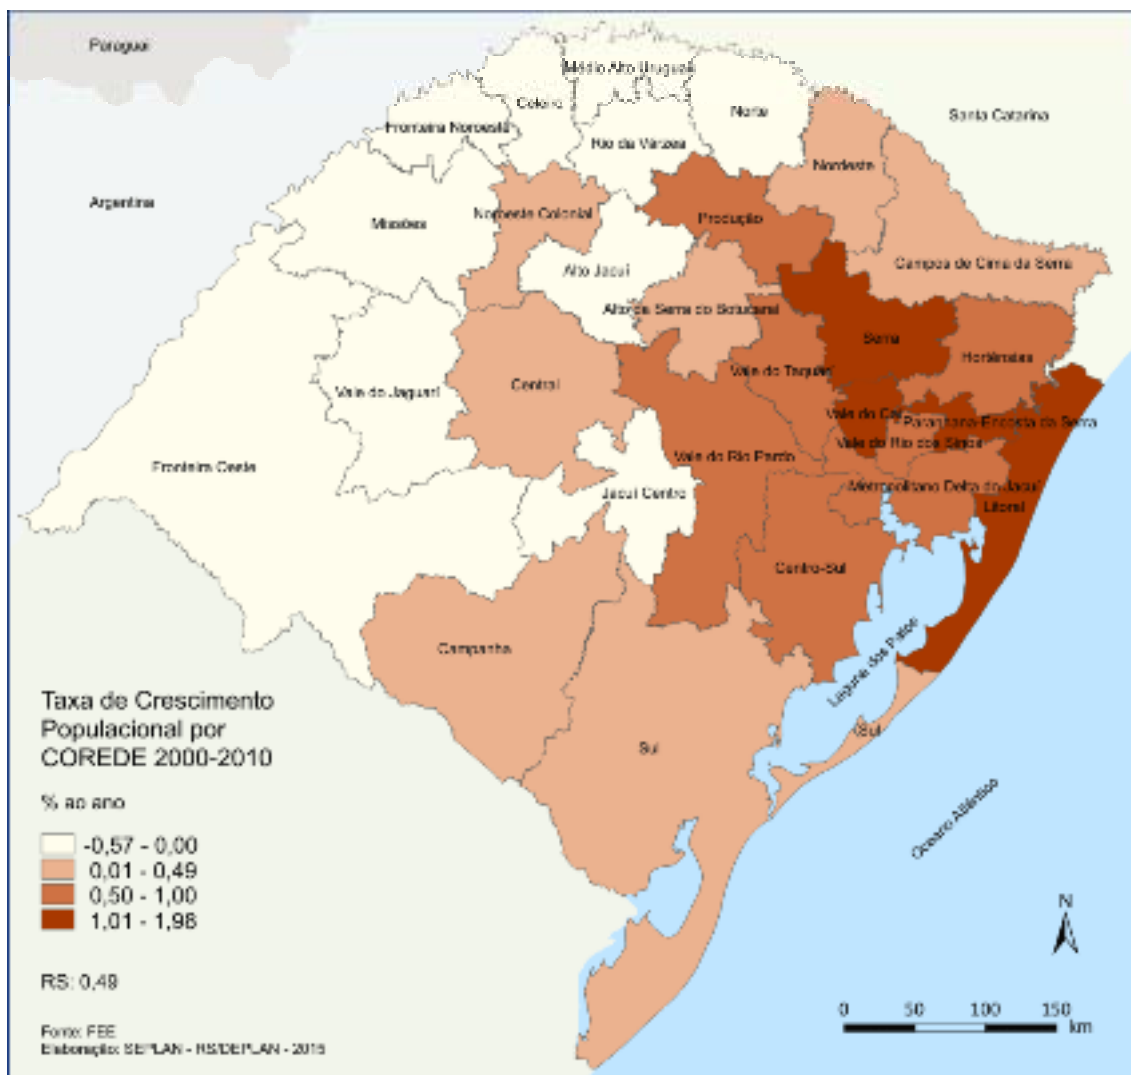 Paraguai
Médio Alto Uruguai
Celeiro
Norte
Santa Catarina
Fronteira Noroeste
Rio da Várzea
Nordeste
Argentina
Noroeste Colonial
Produção
Missões
Campos de Cima da Serra
Alto Jacuí
Alto da Serra do Botucaraí
Serra
Hortênsias
Vale do Taquari
Central
Vale do Jaguari
Vale do Caí
Paranhana-Encosta da Serra
Vale do Rio dos Sinos
Vale do Rio Pardo
Fronteira Oeste
Metropolitano Delta do Jacuí
Jacuí Centro
Litoral
Centro-Sul
Campanha
Laguna dos Patos
Sul
(Sul
Oceano Atlântico
Taxa de Crescimento
Populacional por
COREDE 2000-2010
% ao ano
-0,57 - 0,00
0,01 - 0,49
0,50 - 1,00
1,01 - 1,98
RS: 0,49
Fonte: FEE
Elaboração: SEPLAN - RS/DEPLAN - 2015
N
0 50 100 150
km